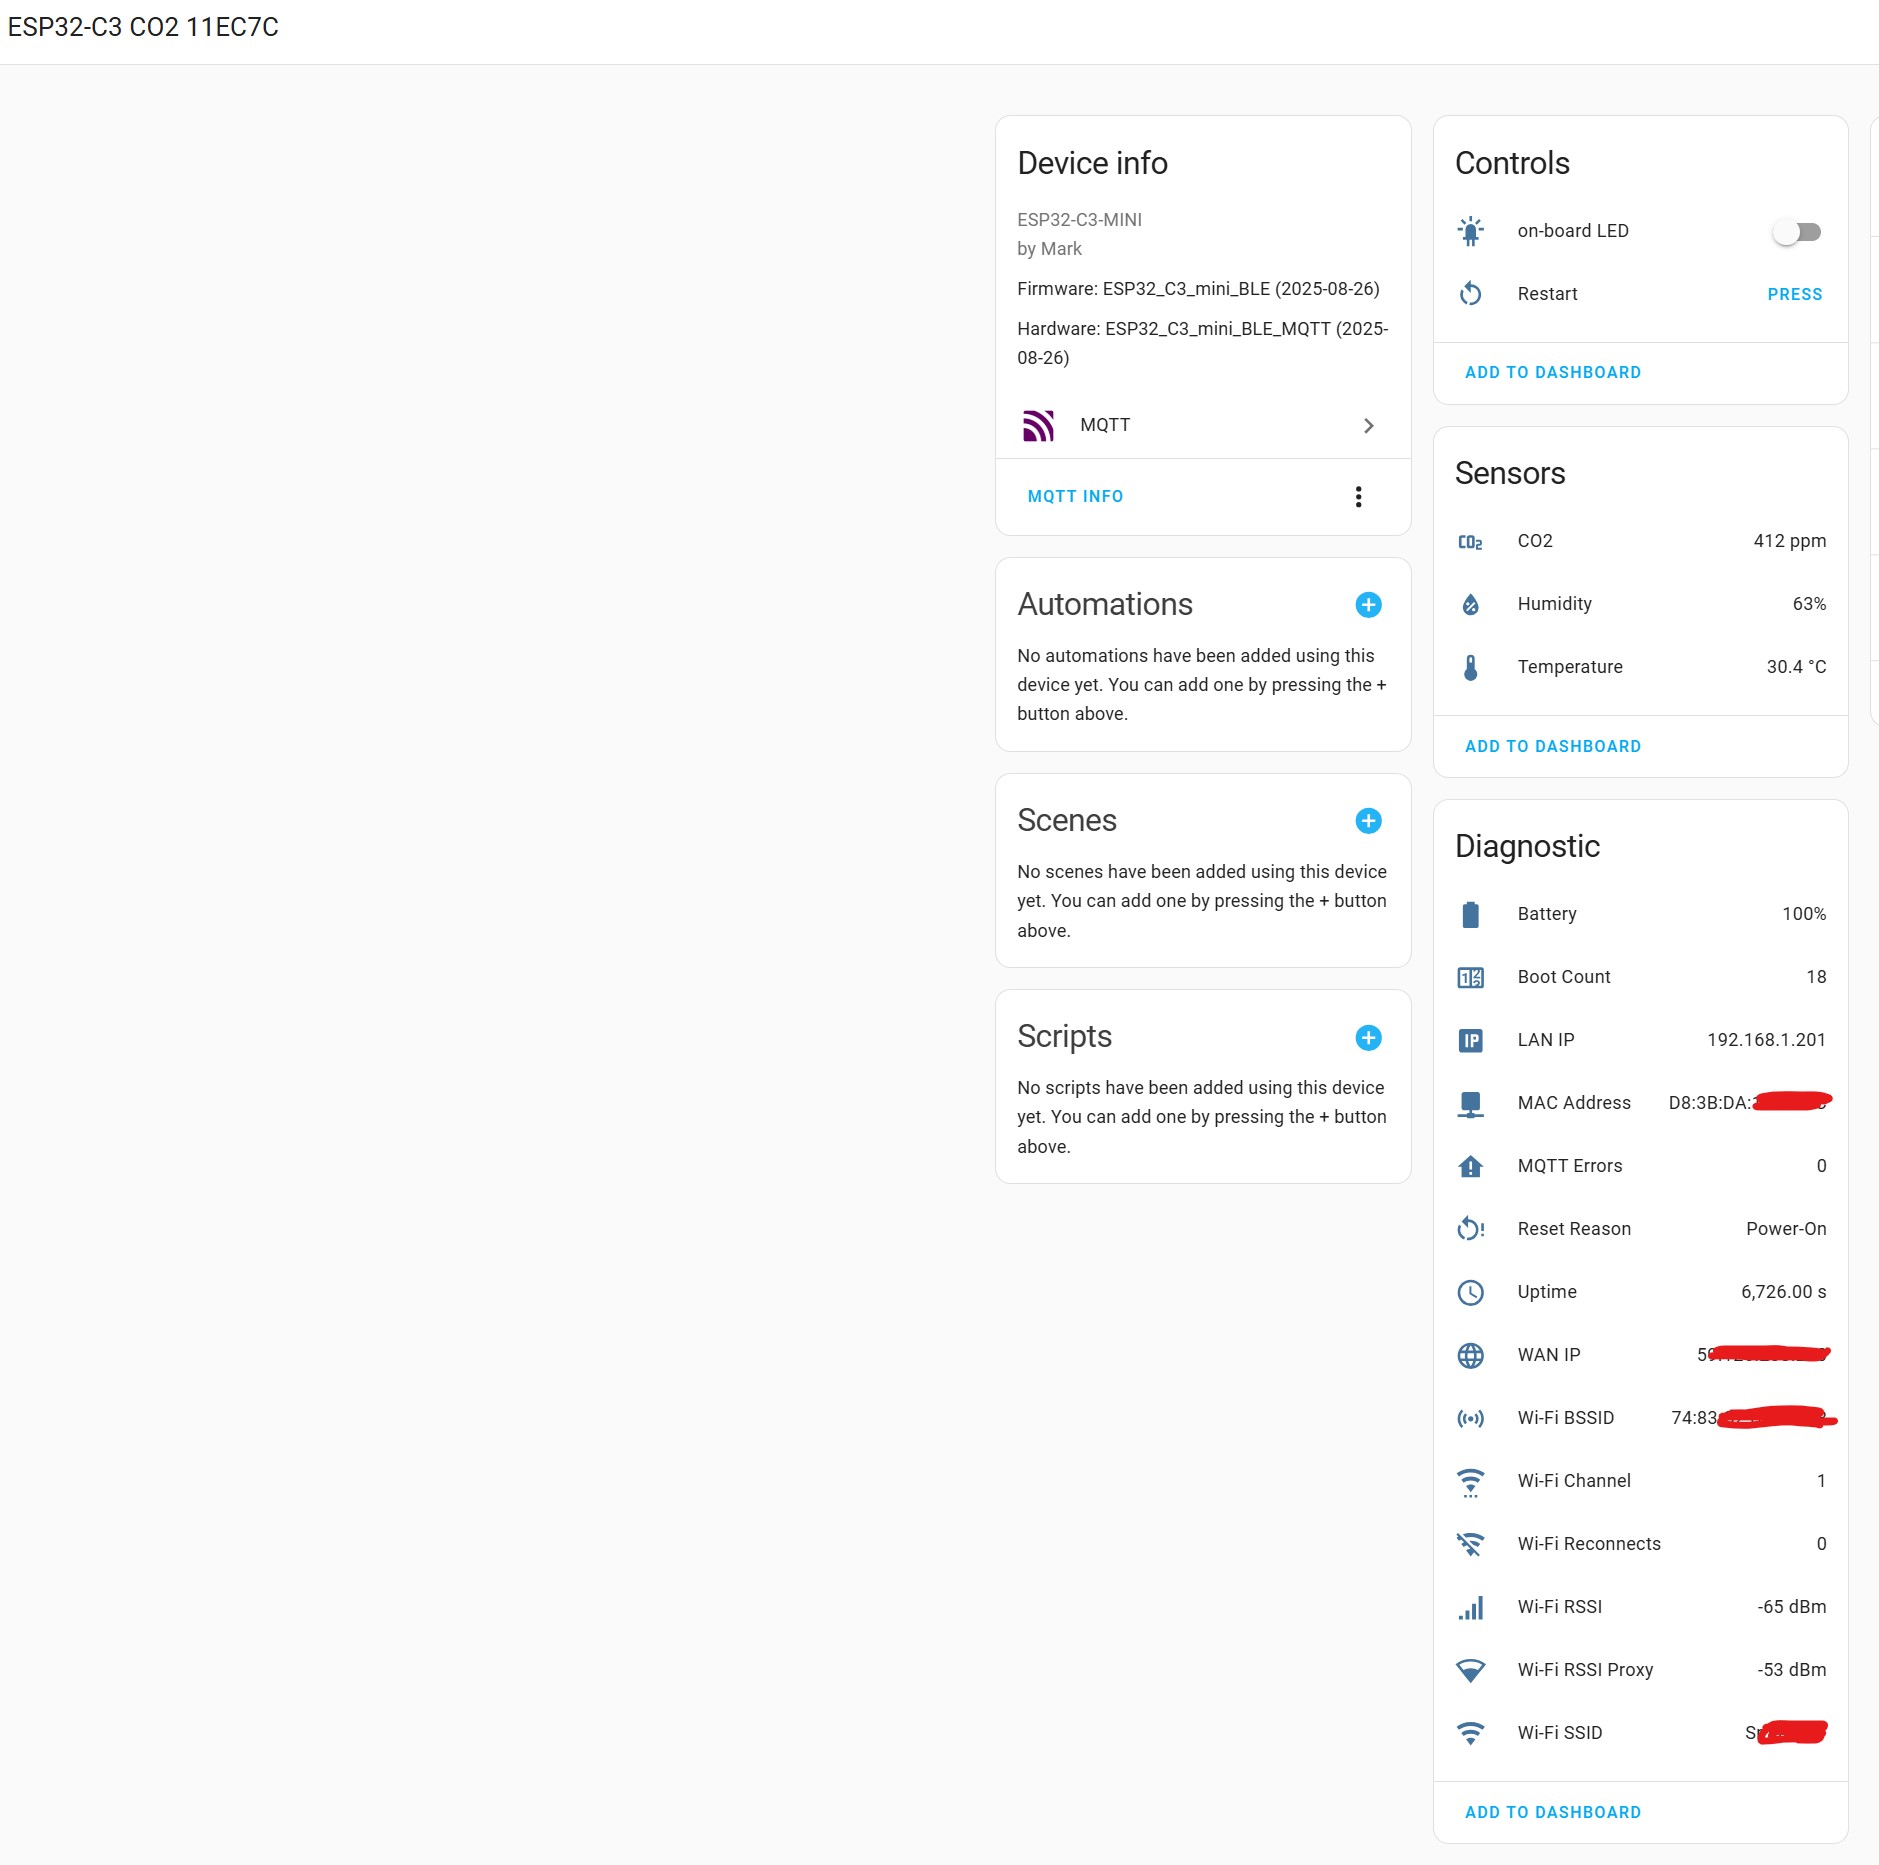 ESP32-C3 CO2 11EC7C
Device info
ESP32-C3-MINI
by Mark
Firmware: ESP32_C3_mini_BLE (2025-08-26)
Hardware: ESP32_C3_mini_BLE_MQTT (2025-
08-26)
MQTT
MQTT INFO
Automations
No automations have been added using this
device yet. You can add one by pressing the +
button above.
Scenes
No scenes have been added using this device
yet. You can add one by pressing the + button
above.
Scripts
No scripts have been added using this device
yet. You can add one by pressing the + button
above.
Controls
on-board LED
Restart PRESS
ADD TO DASHBOARD
Sensors
CO2 412 ppm
Humidity 63%
Temperature 30.4 °C
ADD TO DASHBOARD
Diagnostic
Battery 100%
Boot Count 18
IP LAN IP 192.168.1.201
MAC Address D8:3B:DA:
MQTT Errors 0
Reset Reason Power-On
Uptime 6,726.00 s
WAN IP
Wi-Fi BSSID 74:83
Wi-Fi Channel 1
Wi-Fi Reconnects 0
Wi-Fi RSSI -65 dBm
Wi-Fi RSSI Proxy -53 dBm
Wi-Fi SSID
ADD TO DASHBOARD